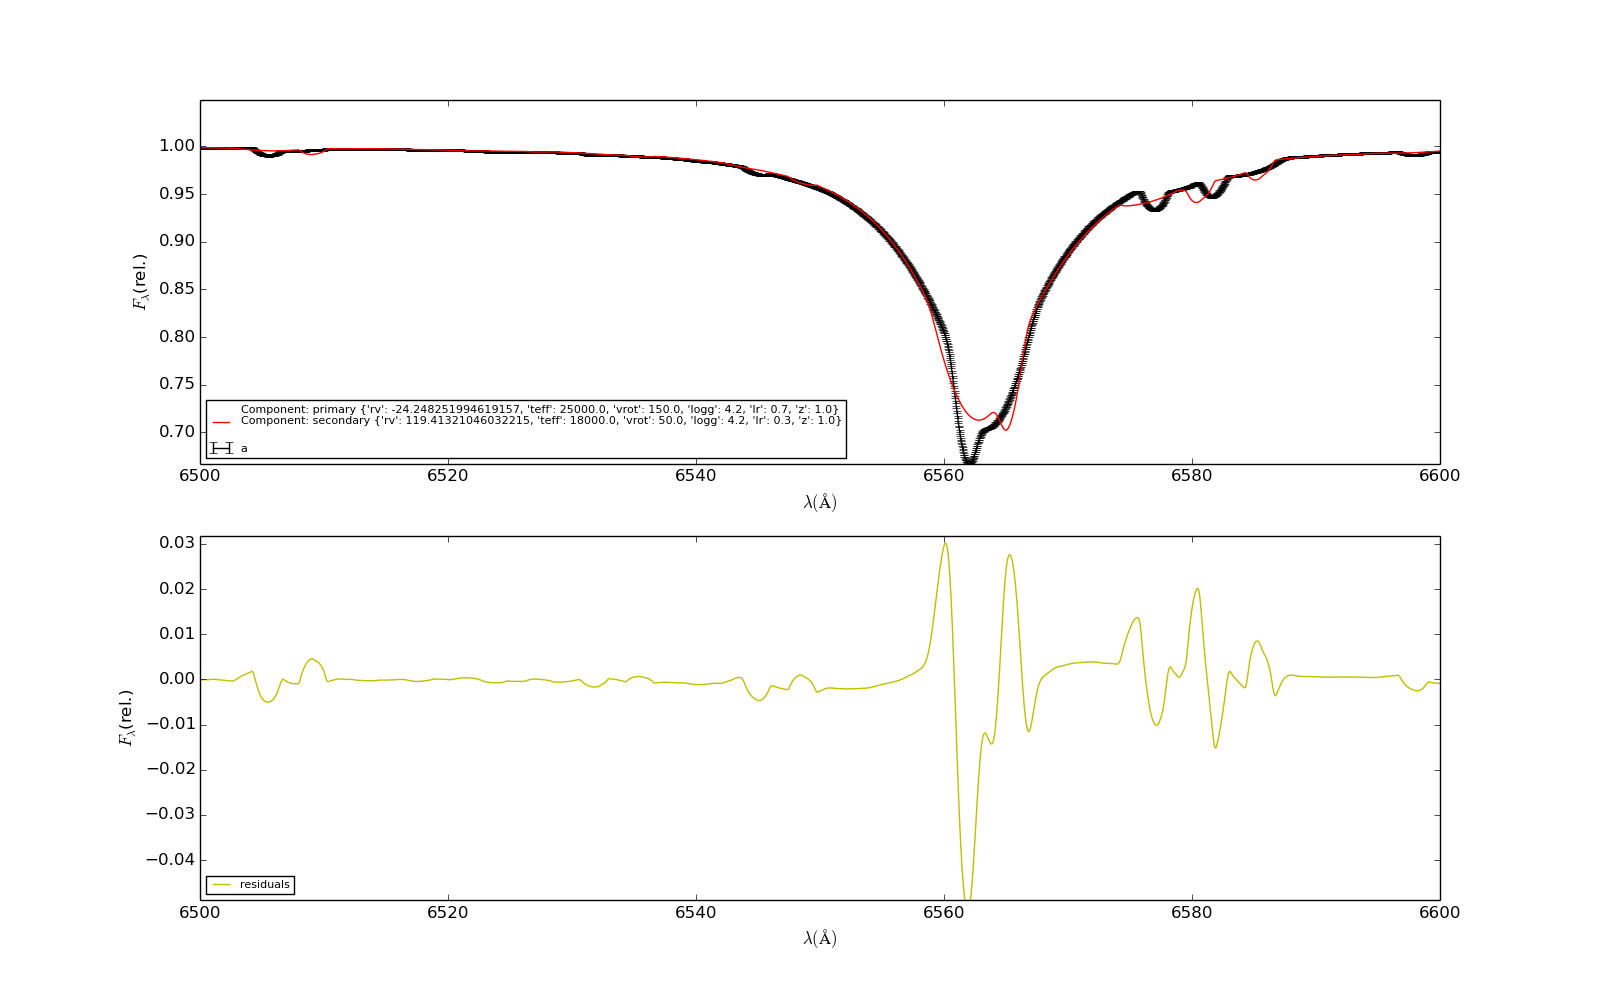 1.00
0.95
0.90
0.85
0.80
0.75
0.70
Fλ(rel.)
Component: primary {'rv': -24.248251994619157, 'teff': 25000.0, 'vrot': 150.0, 'logg': 4.2, 'lr': 0.7, 'z': 1.0}
Component: secondary {'rv': 119.41321046032215, 'teff': 18000.0, 'vrot': 50.0, 'logg': 4.2, 'lr': 0.3, 'z': 1.0}
a
6500 6520 6540 6560 6580 6600
λ(Å)
0.03
0.02
0.01
0.00
−0.01
−0.02
−0.03
−0.04
Fλ(rel.)
residuals
6500 6520 6540 6560 6580 6600
λ(Å)